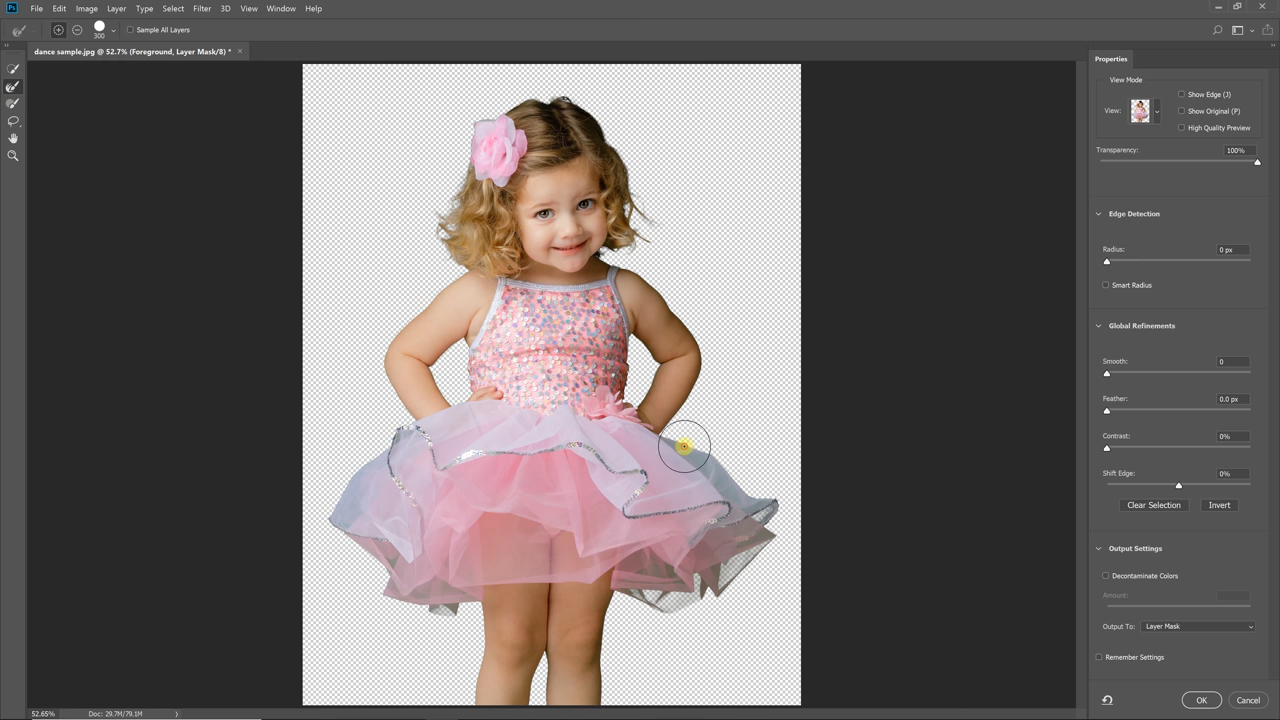 Ps File Edit Image Layer Type Select Filter 3D View Window Help
300 Sample All Layers
dance sample.jpg @ 52.7% (Foreground, Layer Mask/8) * ×
Properties
View Mode
View:
Show Edge (J)
Show Original (P)
High Quality Preview
Transparency: 100%
Edge Detection
Radius: 0 px
Smart Radius
Global Refinements
Smooth: 0
Feather: 0.0 px
Contrast: 0%
Shift Edge: 0%
Clear Selection Invert
Output Settings
Decontaminate Colors
Amount:
Output To: Layer Mask
Remember Settings
OK Cancel
52.65% Doc: 29.7M/79.1M